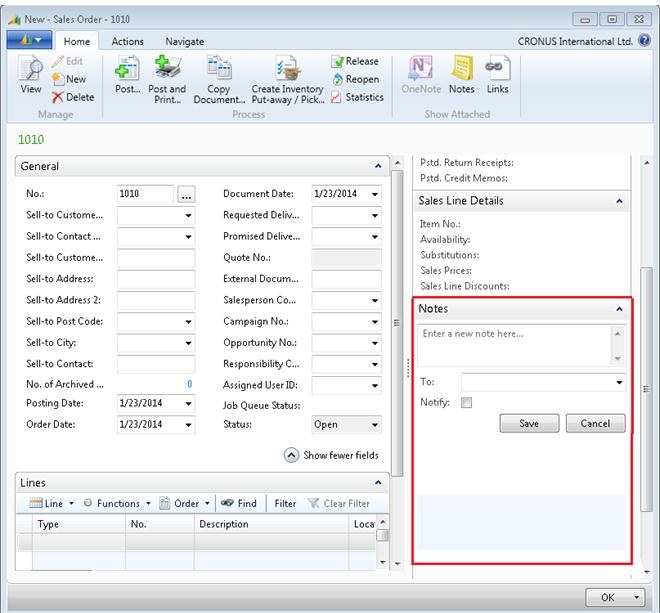 New - Sales Order - 1010
Home Actions Navigate CRONUS International Ltd.
View
Edit
New
Delete
Manage
Post...
Post and Print...
Copy Document...
Create Inventory Put-away / Pick...
Release
Reopen
Statistics
Process
OneNote
Notes
Links
Show Attached
1010
General
No.: 1010 ...
Sell-to Custome...
Sell-to Contact ...
Sell-to Custome...
Sell-to Address:
Sell-to Address 2:
Sell-to Post Code:
Sell-to City:
Sell-to Contact:
No. of Archived ... 0
Posting Date: 1/23/2014
Order Date: 1/23/2014
Document Date: 1/23/2014
Requested Deliv...
Promised Delive...
Quote No.:
External Docum...
Salesperson Co...
Campaign No.:
Opportunity No.:
Responsibility C...
Assigned User ID:
Job Queue Status:
Status: Open
Show fewer fields
Lines
Line Functions Order Find Filter Clear Filter
Type No. Description Loca
Pstd. Return Receipts:
Pstd. Credit Memos:
Sales Line Details
Item No.:
Availability:
Substitutions:
Sales Prices:
Sales Line Discounts:
Notes
Enter a new note here...
To:
Notify:
Save Cancel
OK